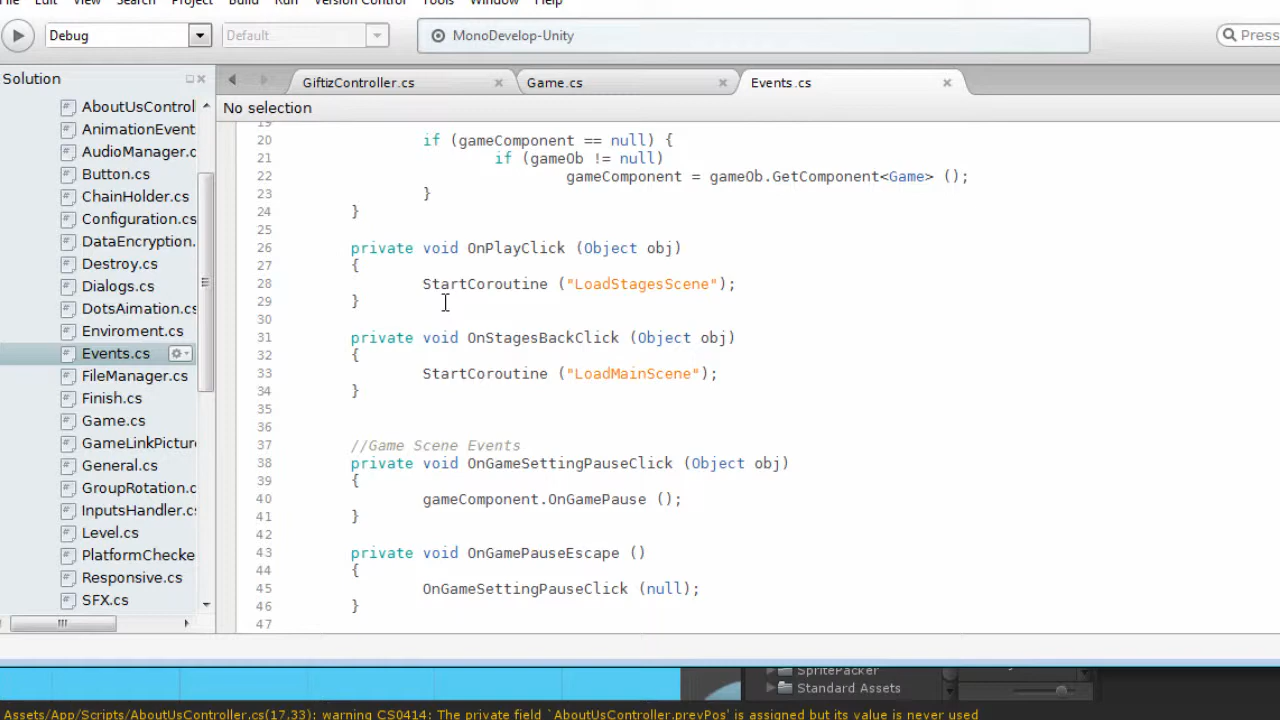 File Edit View Search Project Build Run Version Control Tools Window Help
Debug Default MonoDevelop-Unity Press
Solution GiftizController.cs Game.cs Events.cs
No selection
AboutUsControl
AnimationEvent
AudioManager.c
Button.cs
ChainHolder.cs
Configuration.cs
DataEncryption.
Destroy.cs
Dialogs.cs
DotsAimation.cs
Enviroment.cs
Events.cs
FileManager.cs
Finish.cs
Game.cs
GameLinkPicture
General.cs
GroupRotation.c
InputsHandler.c
Level.cs
PlatformChecke
Responsive.cs
SFX.cs
19
20 if (gameComponent == null) {
21 if (gameOb != null)
22 gameComponent = gameOb.GetComponent<Game> ();
23 }
24 }
25
26 private void OnPlayClick (Object obj)
27 {
28 StartCoroutine ("LoadStagesScene");
29 }
30
31 private void OnStagesBackClick (Object obj)
32 {
33 StartCoroutine ("LoadMainScene");
34 }
35
36
37 //Game Scene Events
38 private void OnGameSettingPauseClick (Object obj)
39 {
40 gameComponent.OnGamePause ();
41 }
42
43 private void OnGamePauseEscape ()
44 {
45 OnGameSettingPauseClick (null);
46 }
47
SpritePacker
Standard Assets
Assets/App/Scripts/AboutUsController.cs(17,33): warning CS0414: The private field `AboutUsController.prevPos' is assigned but its value is never used